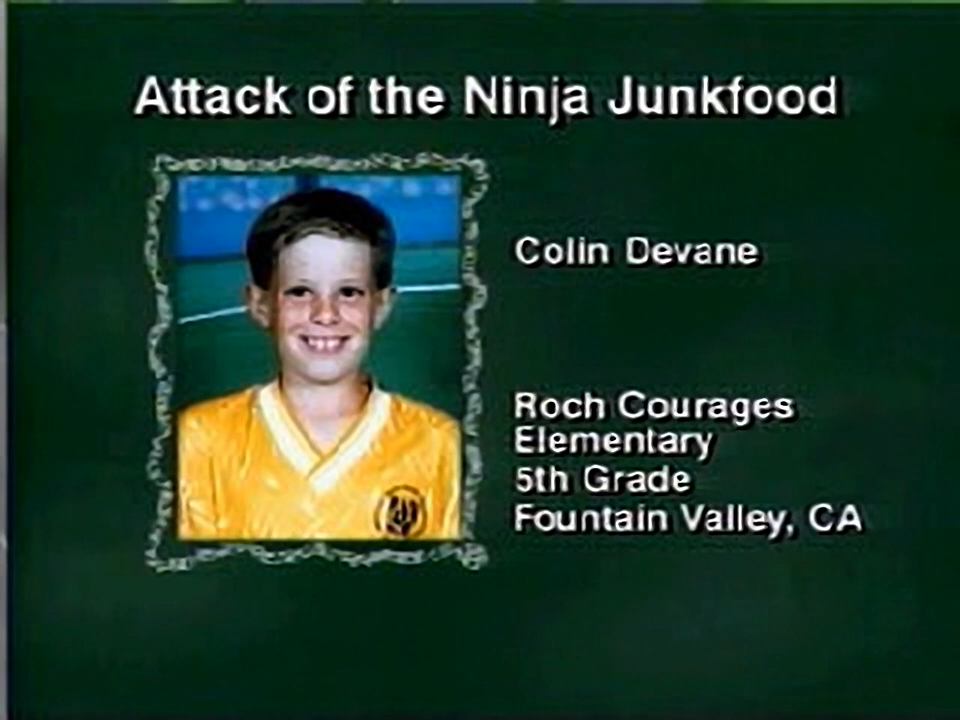 Attack of the Ninja Junkfood
Colin Devane
Roch Courages
Elementary
5th Grade
Fountain Valley, CA